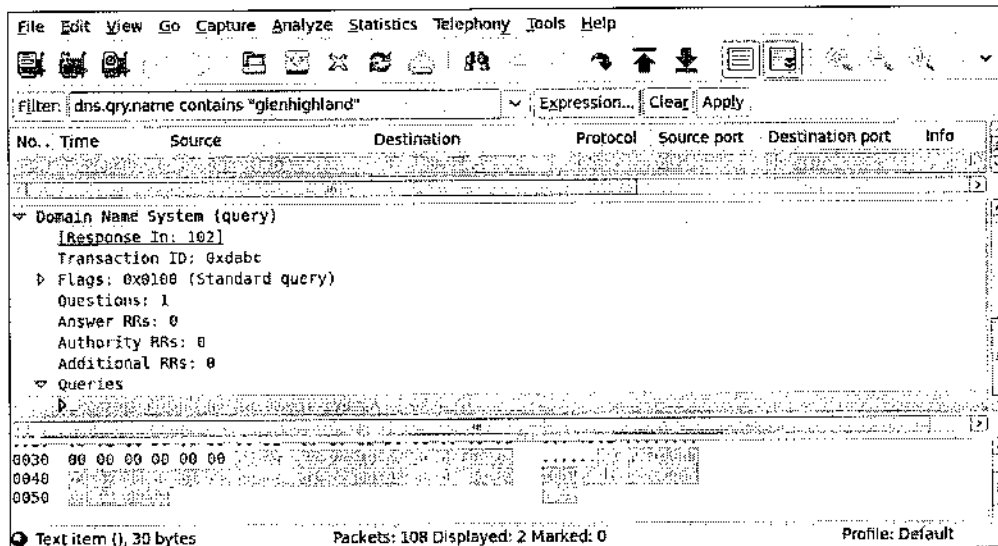 File Edit View Go Capture Analyze Statistics Telephony Tools Help
Filter: dns.qry.name contains "glenhighland" Expression... Clear Apply
No. . Time Source Destination Protocol Source port Destination port Info
Domain Name System (query)
[Response In: 102]
Transaction ID: 0xdabc
Flags: 0x0100 (Standard query)
Questions: 1
Answer RRs: 0
Authority RRs: 0
Additional RRs: 0
Queries
0030 00 00 00 00 00 00
0040
0050
Text item (), 30 bytes Packets: 108 Displayed: 2 Marked: 0 Profile: Default